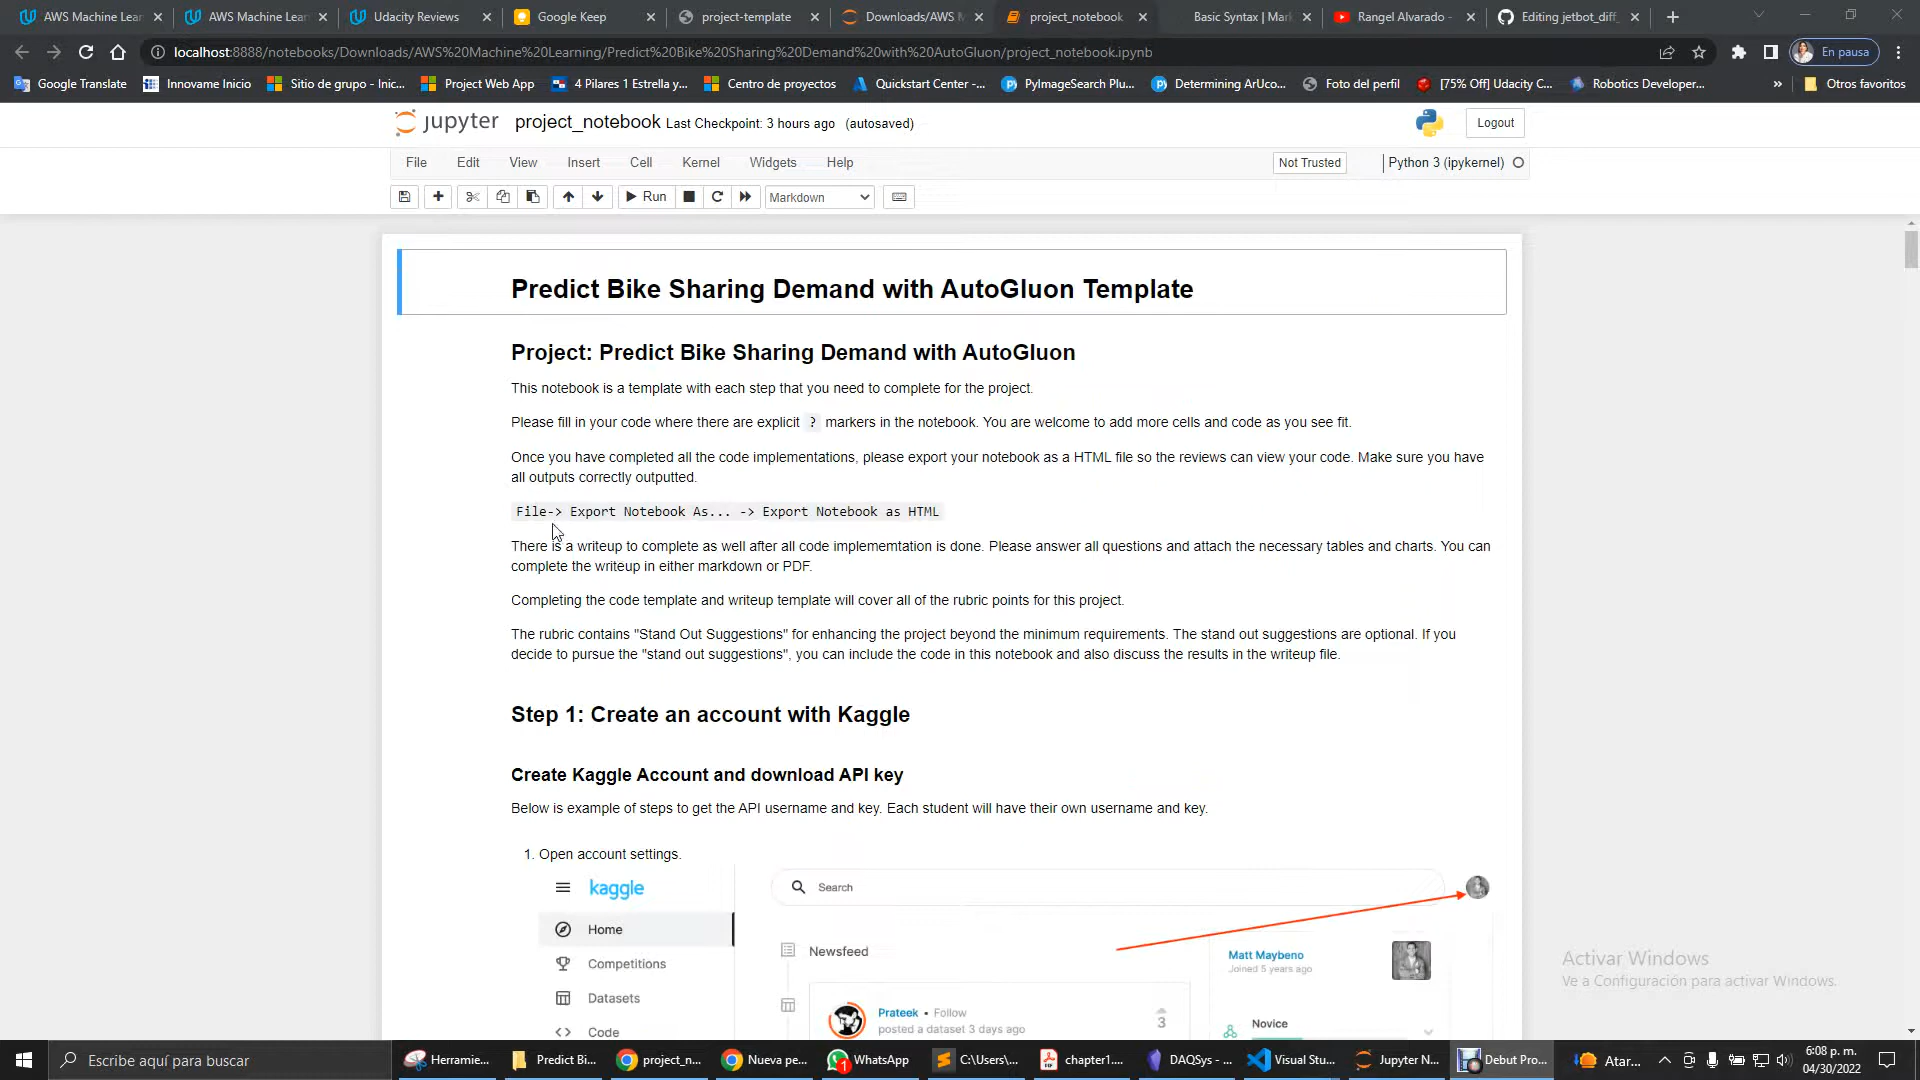 AWS Machine Lear
AWS Machine Lear
Udacity Reviews
Google Keep
project-template
Downloads/AWS M
project_notebook
Basic Syntax | Mark
Rangel Alvarado -
Editing jetbot_diff_
localhost:8888/notebooks/Downloads/AWS%20Machine%20Learning/Predict%20Bike%20Sharing%20Demand%20with%20AutoGluon/project_notebook.ipynb
En pausa
Google Translate
Innovame Inicio
Sitio de grupo - Inic...
Project Web App
4 Pilares 1 Estrella y...
Centro de proyectos
Quickstart Center -...
PyImageSearch Plu...
Determining ArUco...
Foto del perfil
[75% Off] Udacity C...
Robotics Developer...
»
Otros favoritos
jupyter
project_notebook Last Checkpoint: 3 hours ago (autosaved)
Logout
File Edit View Insert Cell Kernel Widgets Help
Not Trusted
Python 3 (ipykernel)
Run
Markdown
Predict Bike Sharing Demand with AutoGluon Template
Project: Predict Bike Sharing Demand with AutoGluon
This notebook is a template with each step that you need to complete for the project.
Please fill in your code where there are explicit ? markers in the notebook. You are welcome to add more cells and code as you see fit.
Once you have completed all the code implementations, please export your notebook as a HTML file so the reviews can view your code. Make sure you have
all outputs correctly outputted.
File-> Export Notebook As... -> Export Notebook as HTML
There is a writeup to complete as well after all code implememtation is done. Please answer all questions and attach the necessary tables and charts. You can
complete the writeup in either markdown or PDF.
Completing the code template and writeup template will cover all of the rubric points for this project.
The rubric contains "Stand Out Suggestions" for enhancing the project beyond the minimum requirements. The stand out suggestions are optional. If you
decide to pursue the "stand out suggestions", you can include the code in this notebook and also discuss the results in the writeup file.
Step 1: Create an account with Kaggle
Create Kaggle Account and download API key
Below is example of steps to get the API username and key. Each student will have their own username and key.
1. Open account settings.
kaggle
Search
Home
Newsfeed
Matt Maybeno
Joined 5 years ago
Competitions
Datasets
Prateek • Follow
posted a dataset 3 days ago
3
Code
Novice
Activar Windows
Ve a Configuración para activar Windows.
Escribe aquí para buscar
Herramie...
Predict Bi...
project_n...
Nueva pe...
1
WhatsApp
C:\Users\...
chapter1....
DAQSys - ...
Visual Stu...
Jupyter N...
Debut Pro...
Atar...
6:08 p. m.
04/30/2022